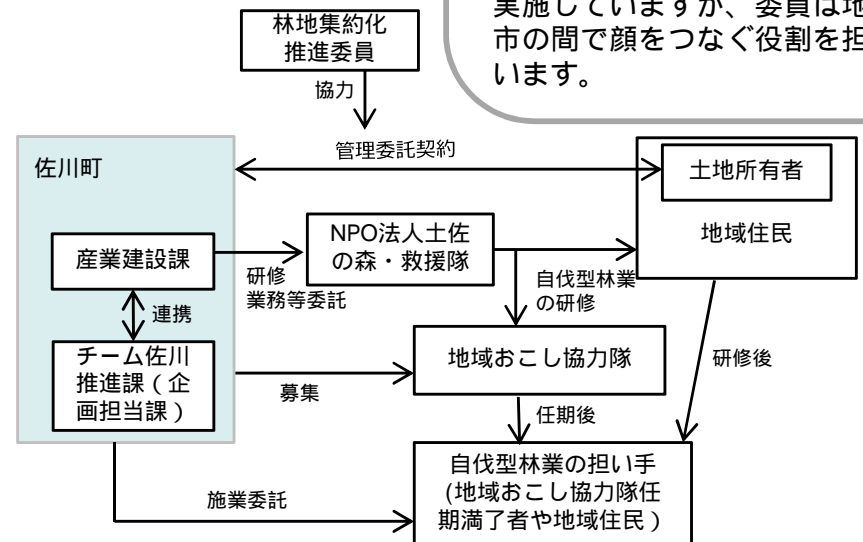 実施していますが、委員は地
市の間で顔をつなぐ役割を担
います。
林地集約化
推進委員
協力
管理委託契約
佐川町
土地所有者
地域住民
産業建設課
研修
業務等委託
NPO法人土佐
の森・救援隊
自伐型林業
の研修
連携
チーム佐川
推進課（企
画担当課）
募集
地域おこし協力隊
研修後
任期後
施業委託
自伐型林業の担い手
(地域おこし協力隊任
期満了者や地域住民）